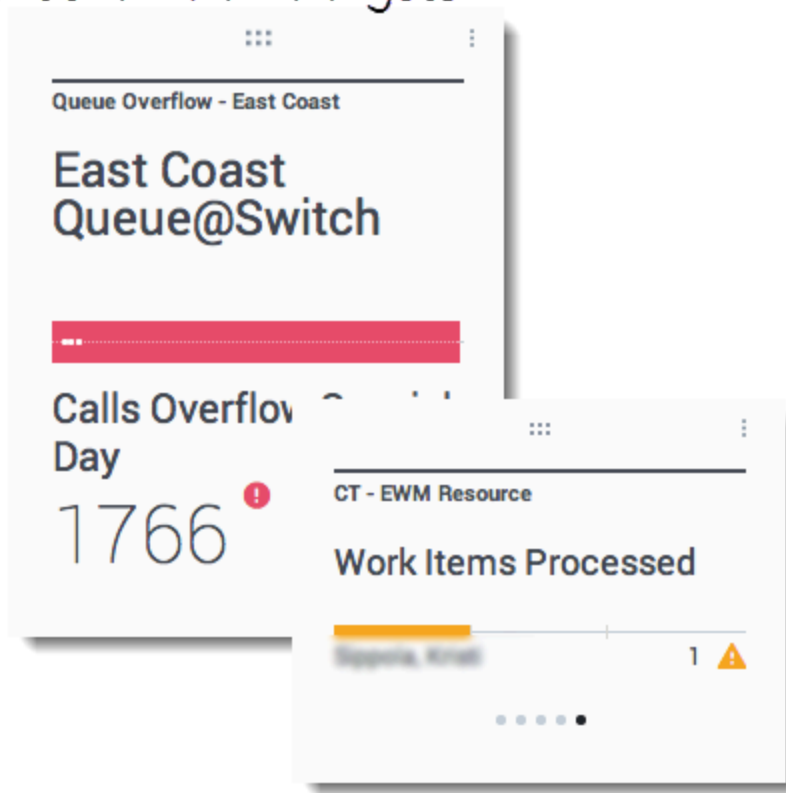 Queue Overflow - East Coast
East Coast
Queue@Switch
Calls Overflow
Day
1766
CT - EWM Resource
Work Items Processed
1